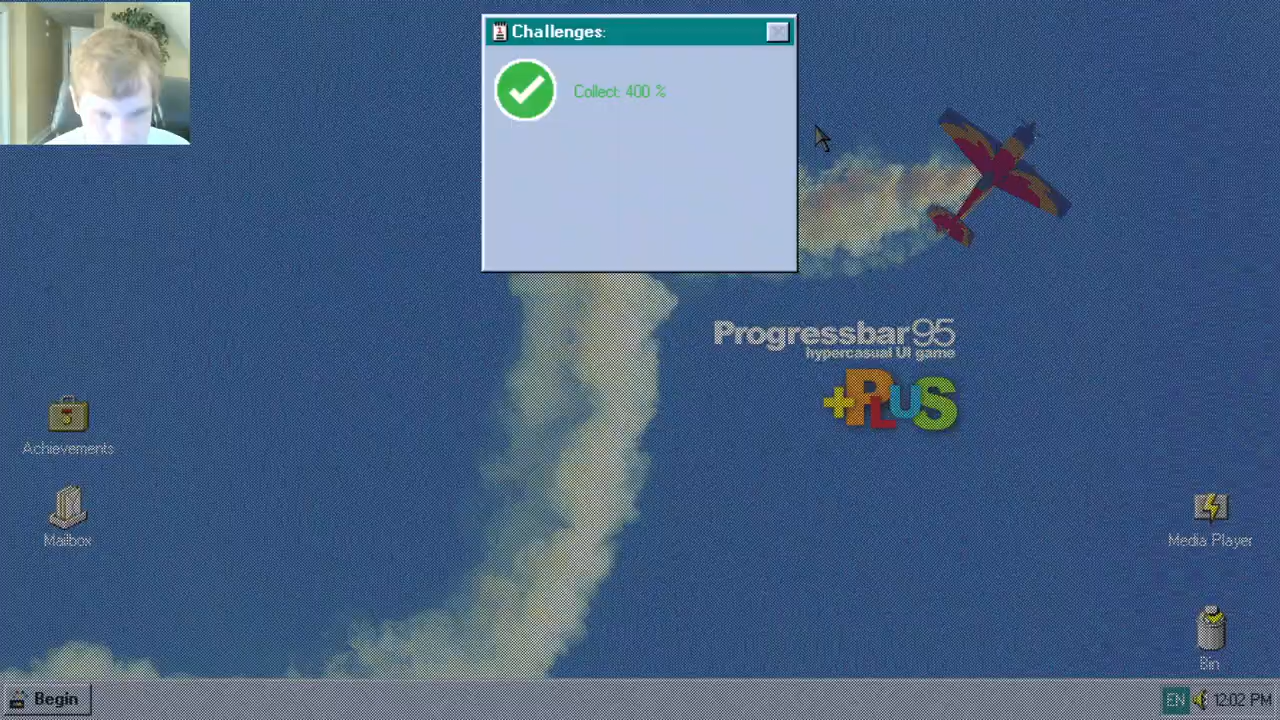 Challenges:
Collect: 400 %
Progressbar95
hypercasual UI game
+PLUS
Achievements
Mailbox
Media Player
Bin
Begin
EN
12:02 PM